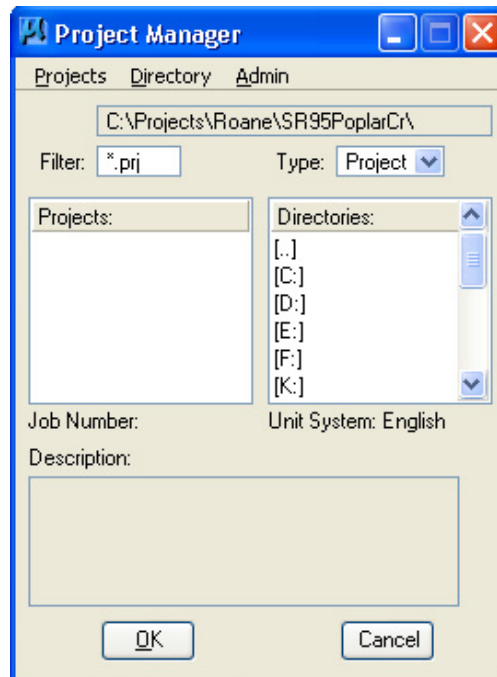 Project Manager
Projects Directory Admin
C:\Projects\Roane\SR95PoplarCr\
Filter: *.prj Type: Project
Projects: Directories:
[..]
[C:]
[D:]
[E:]
[F:]
[K:]
Job Number: Unit System: English
Description:
OK Cancel